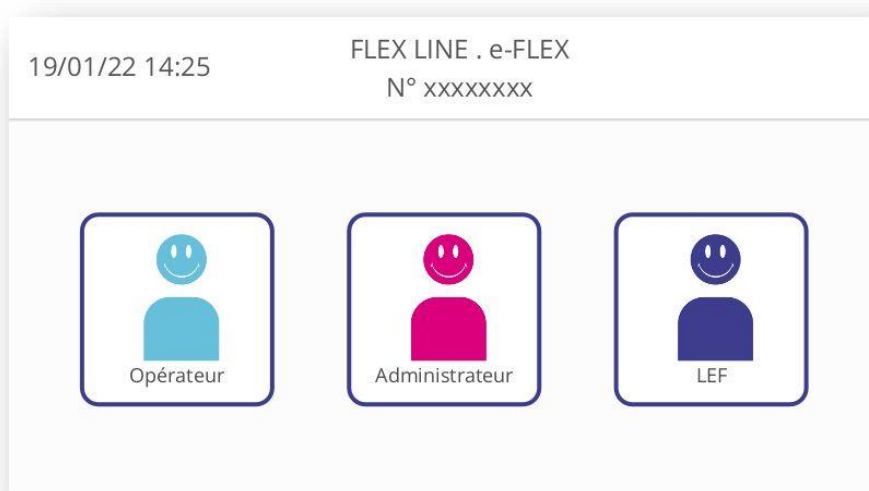 19/01/22 14:25
FLEX LINE . e-FLEX
N° xxxxxxxx
Opérateur
Administrateur
LEF